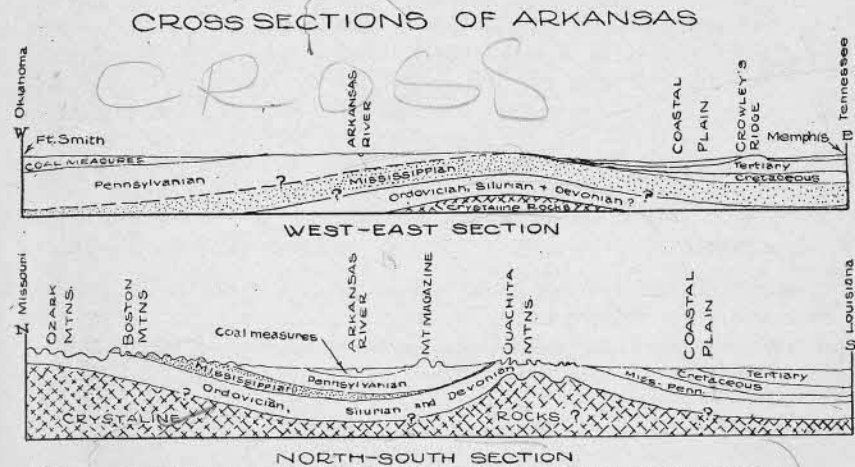 CROSS SECTIONS OF ARKANSAS
CROSS
W Oklahoma
ARKANSAS RIVER
COASTAL PLAIN
CROWLEY'S RIDGE
E Tennessee
Ft. Smith
Memphis
COAL MEASURES
Pennsylvanian
?
Mississippian
?
Ordovician, Silurian + Devonian ?
?
Tertiary
Cretaceous
Crystaline Rocks ?
WEST-EAST SECTION
N Missouri
OZARK MTNS.
BOSTON MTNS
Coal measures
ARKANSAS RIVER
MT MAGAZINE
OUACHITA MTNS.
COASTAL PLAIN
S Louisiana
Mississippian
Pennsylvanian
Cretaceous
Tertiary
Miss.-Penn.
? Ordovician, Silurian and Devonian
CRYSTALINE ROCKS ?
?
?
NORTH-SOUTH SECTION